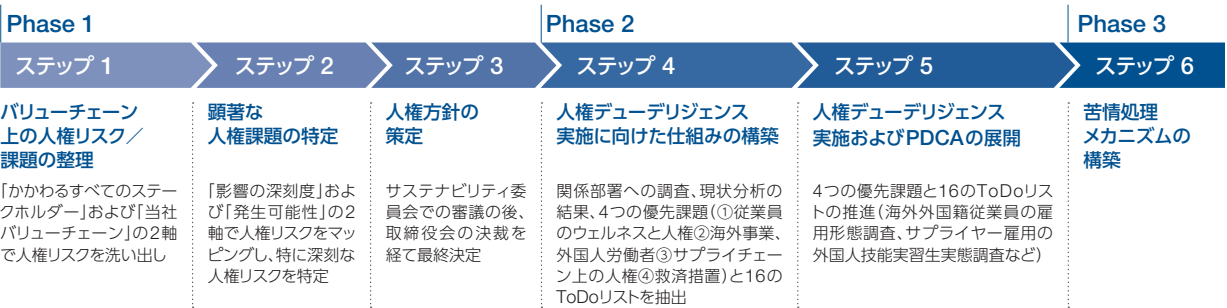 Phase 1
Phase 2
Phase 3
ステップ 1
ステップ 2
ステップ 3
ステップ 4
ステップ 5
ステップ 6
バリューチェーン
上の人権リスク／
課題の整理
「かかわるすべてのステー
クホルダー」および「当社
バリューチェーン」の2軸
で人権リスクを洗い出し
顕著な
人権課題の特定
「影響の深刻度」およ
び「発生可能性」の2
軸で人権リスクをマッ
ピングし、特に深刻な
人権リスクを特定
人権方針の
策定
サステナビリティ委
員会での審議の後、
取締役会の決裁を
経て最終決定
人権デューデリジェンス
実施に向けた仕組みの構築
関係部署への調査、現状分析の
結果、4つの優先課題（①従業員
のウェルネスと人権②海外事業、
外国人労働者③サプライチェー
ン上の人権④救済措置）と16の
ToDoリストを抽出
人権デューデリジェンス
実施およびPDCAの展開
4つの優先課題と16のToDoリス
トの推進（海外外国籍従業員の雇
用形態調査、サプライヤー雇用の
外国人技能実習生実態調査など）
苦情処理
メカニズムの
構築